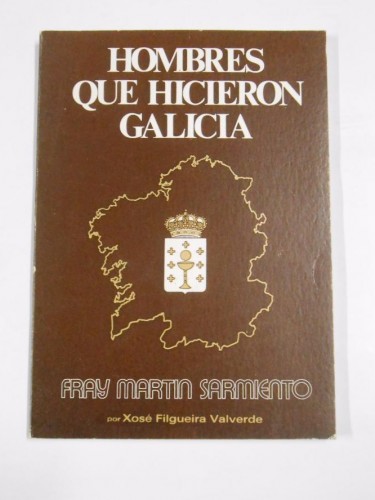 HOMBRES
QUE HICIERON
GALICIA
FRAY MARTIN SARMIENTO
por Xosé Filgueira Valverde